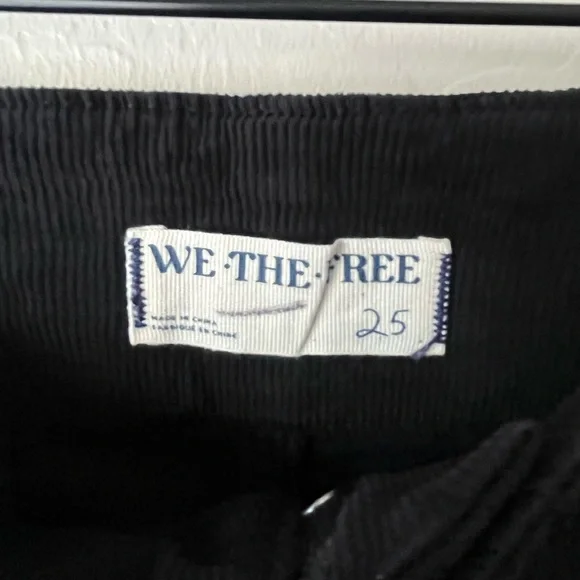 WE·THE·FREE
25
MADE IN CHINA
FABRIQUÉ EN CHINE